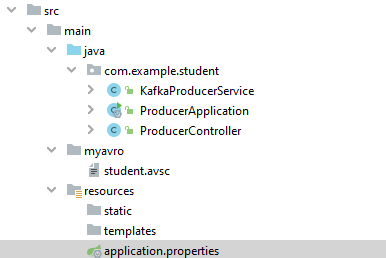 src
main
java
com.example.student
KafkaProducerService
ProducerApplication
ProducerController
myavro
student.avsc
resources
static
templates
application.properties